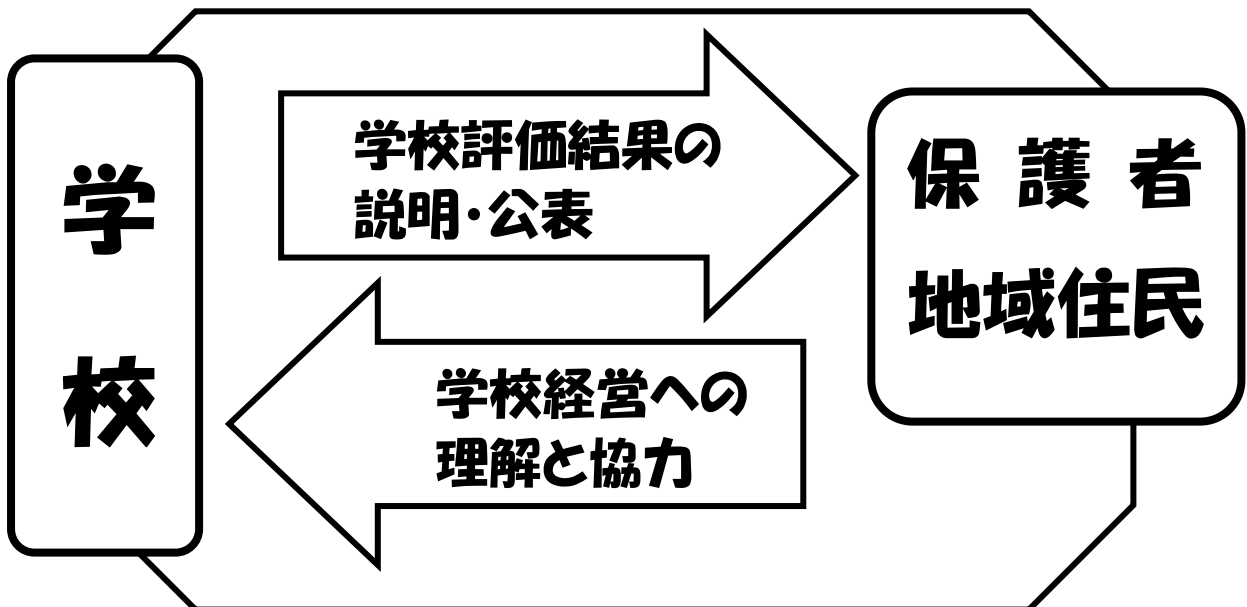 学校
学校評価結果の
説明・公表
保護者
地域住民
学校経営への
理解と協力